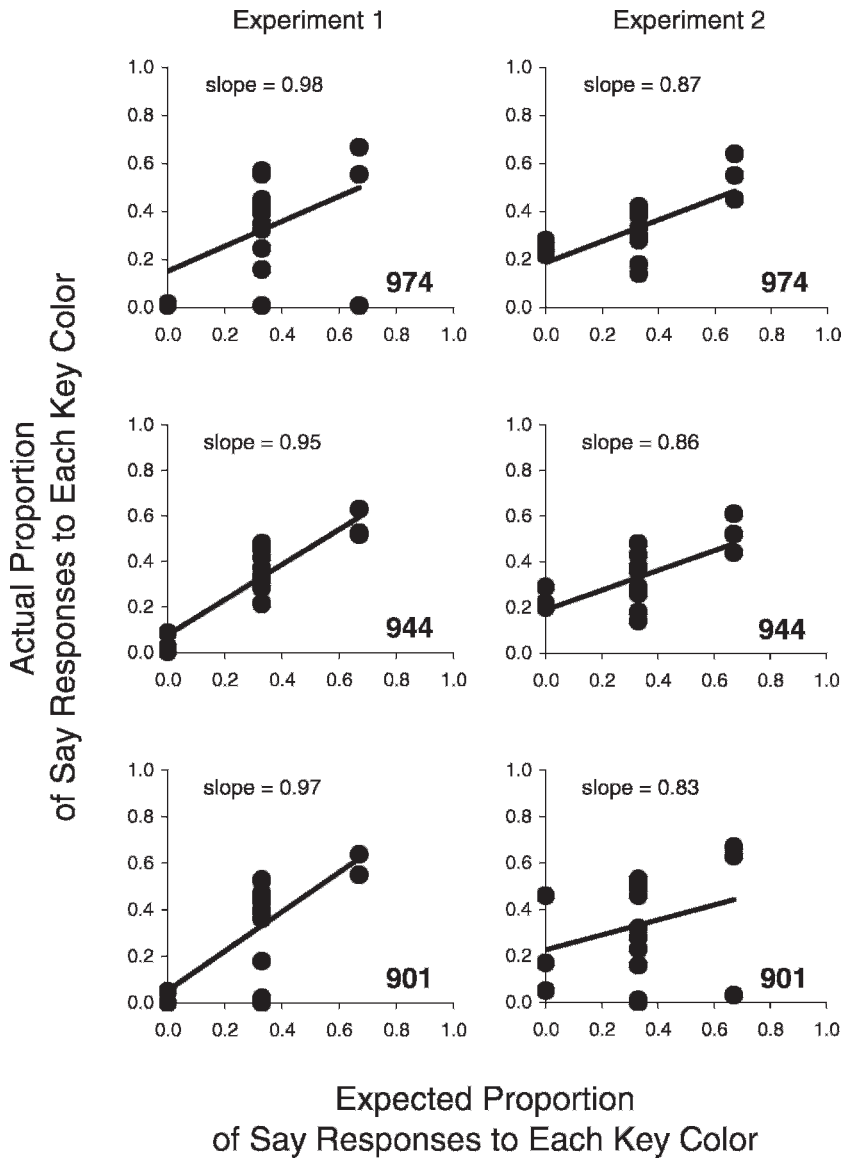 Experiment 1
Experiment 2
1.0
slope = 0.98
0.8
0.6
0.4
0.2
974
0.0
0.0 0.2 0.4 0.6 0.8 1.0
1.0
slope = 0.87
0.8
0.6
0.4
0.2
974
0.0
0.0 0.2 0.4 0.6 0.8 1.0
Actual Proportion
of Say Responses to Each Key Color
1.0
slope = 0.95
0.8
0.6
0.4
0.2
944
0.0
0.0 0.2 0.4 0.6 0.8 1.0
1.0
slope = 0.86
0.8
0.6
0.4
0.2
944
0.0
0.0 0.2 0.4 0.6 0.8 1.0
1.0
slope = 0.97
0.8
0.6
0.4
0.2
901
0.0
0.0 0.2 0.4 0.6 0.8 1.0
1.0
slope = 0.83
0.8
0.6
0.4
0.2
901
0.0
0.0 0.2 0.4 0.6 0.8 1.0
Expected Proportion
of Say Responses to Each Key Color